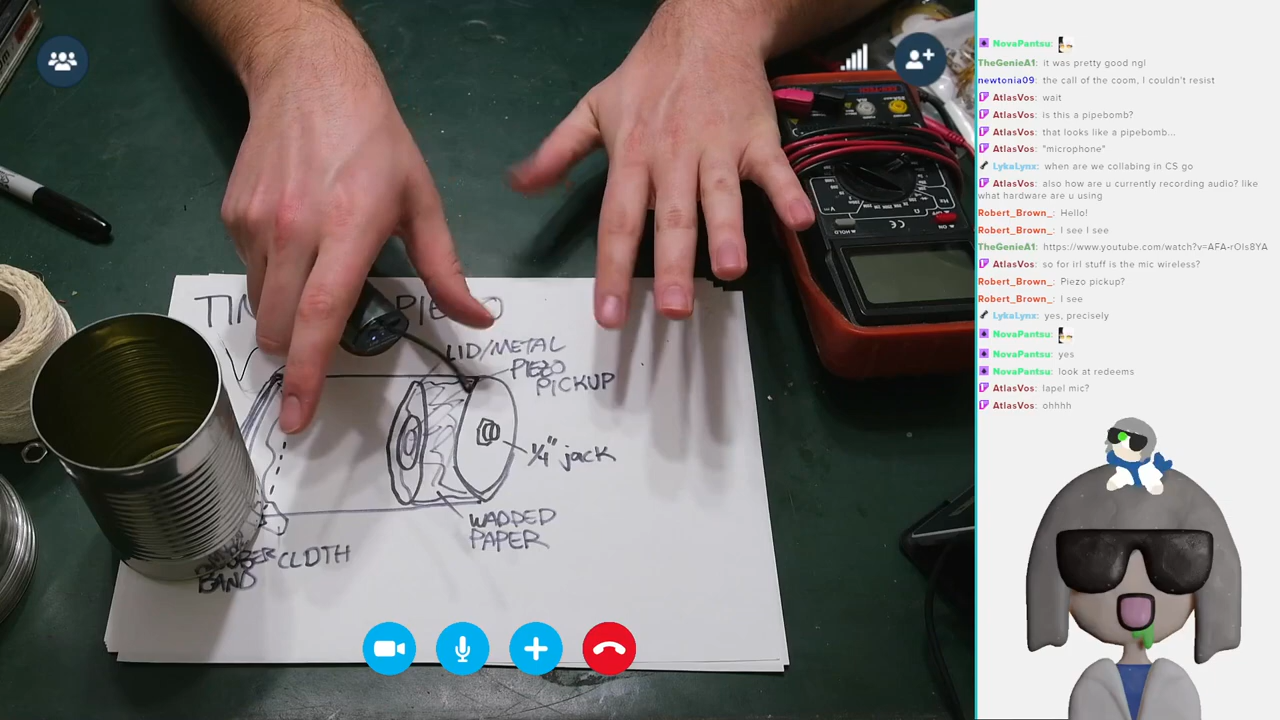 TIN
PIEZO
LID/METAL
PIEZO
PICKUP
1/4" jack
WADDED
PAPER
CLOTH
BAND
HOLD
NovaPantsu:
TheGenieA1: it was pretty good ngl
newtonia09: the call of the coom, I couldn't resist
AtlasVos: wait
AtlasVos: is this a pipebomb?
AtlasVos: that looks like a pipebomb...
AtlasVos: "microphone"
LykaLynx: when are we collabing in CS go
AtlasVos: also how are u currently recording audio? like
what hardware are u using
Robert_Brown_: Hello!
Robert_Brown_: I see I see
TheGenieA1: https://www.youtube.com/watch?v=AFA-rOls8YA
AtlasVos: so for irl stuff is the mic wireless?
Robert_Brown_: Piezo pickup?
Robert_Brown_: I see
LykaLynx: yes, precisely
NovaPantsu:
NovaPantsu: yes
NovaPantsu: look at redeems
AtlasVos: lapel mic?
AtlasVos: ohhhh